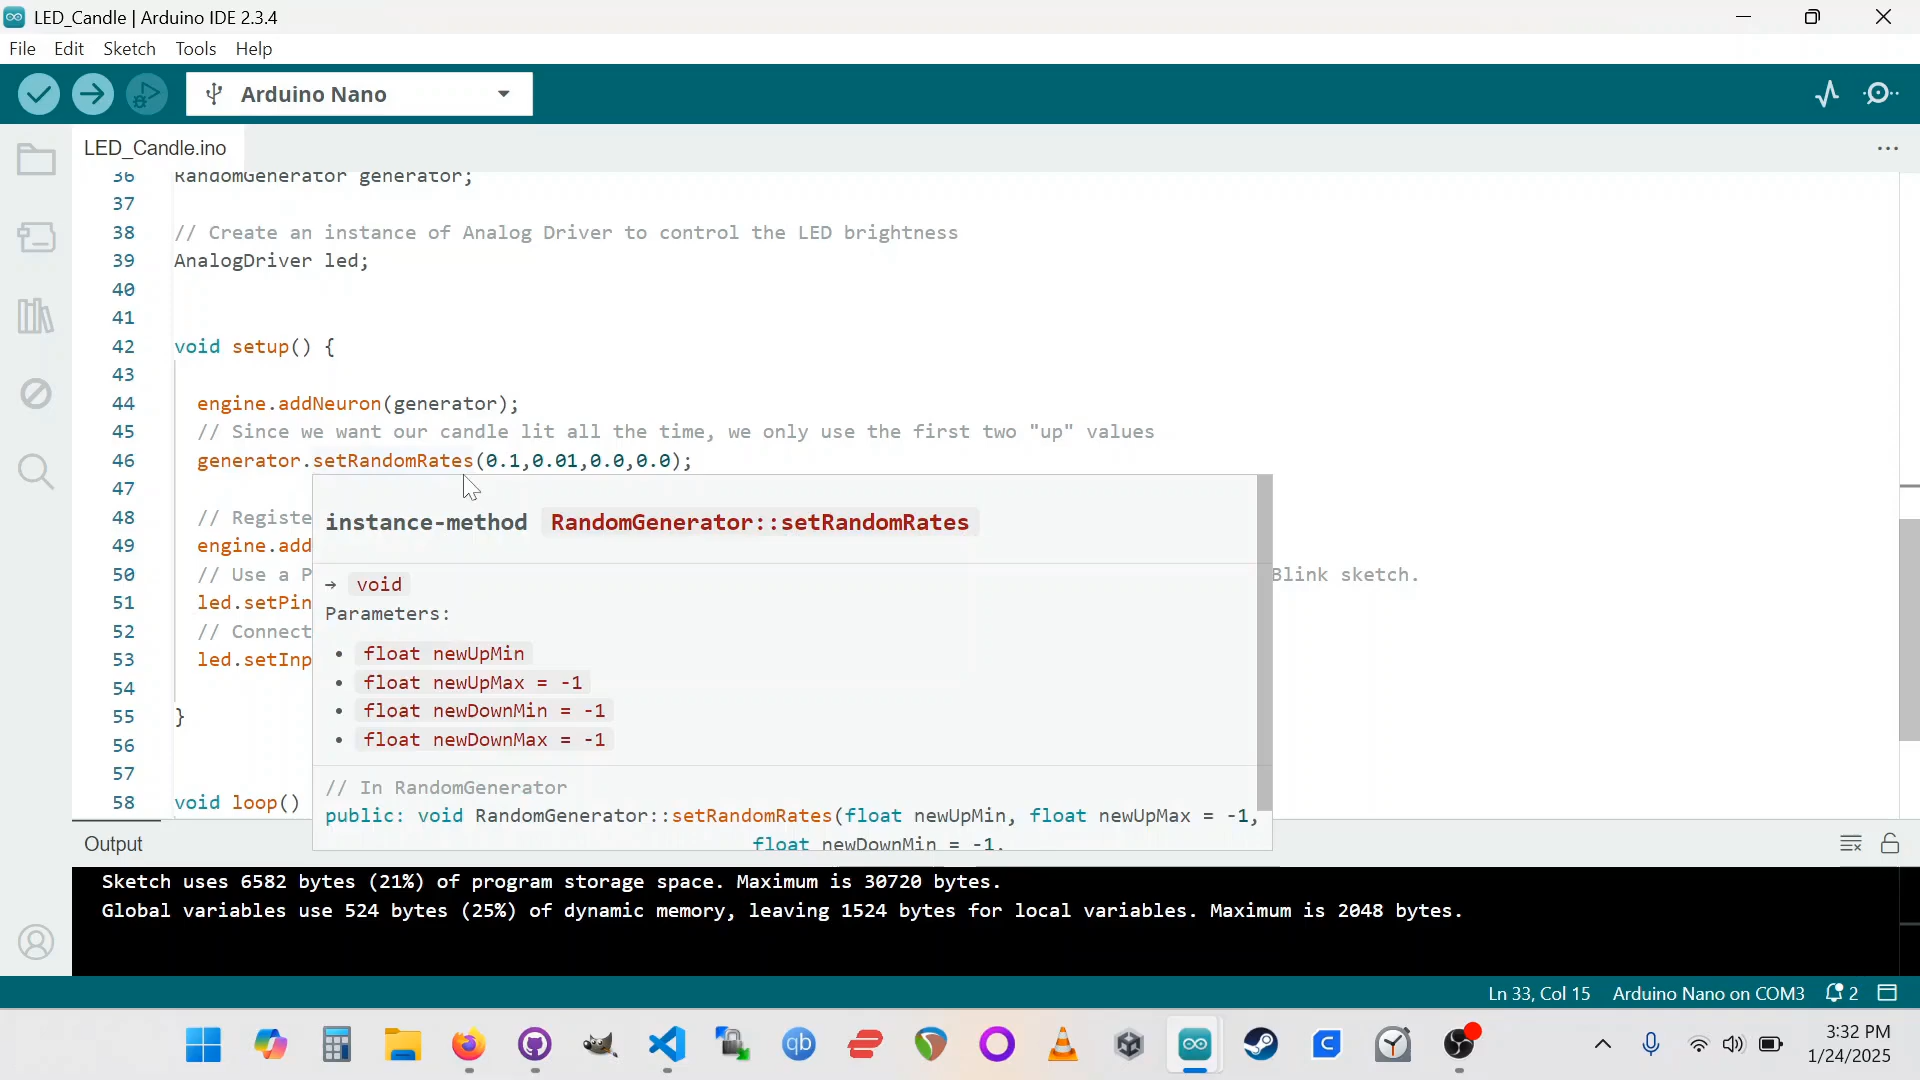 LED_Candle | Arduino IDE 2.3.4
File Edit Sketch Tools Help
Arduino Nano
LED_Candle.ino
36 RandomGenerator generator;
37
38 // Create an instance of Analog Driver to control the LED brightness
39 AnalogDriver led;
40
41
42 void setup() {
43
44 engine.addNeuron(generator);
45 // Since we want our candle lit all the time, we only use the first two "up" values
46 generator.setRandomRates(0.1,0.01,0.0,0.0);
47
48 // Registe
49 engine.add
50 // Use a P
Blink sketch.
51 led.setPin
52 // Connect
53 led.setInp
54
55 }
56
57
58 void loop()
instance-method RandomGenerator::setRandomRates
→ void
Parameters:
• float newUpMin
• float newUpMax = -1
• float newDownMin = -1
• float newDownMax = -1
// In RandomGenerator
public: void RandomGenerator::setRandomRates(float newUpMin, float newUpMax = -1,
float newDownMin = -1,
Output
Sketch uses 6582 bytes (21%) of program storage space. Maximum is 30720 bytes.
Global variables use 524 bytes (25%) of dynamic memory, leaving 1524 bytes for local variables. Maximum is 2048 bytes.
Ln 33, Col 15 Arduino Nano on COM3 2
qb
C
3:32 PM
1/24/2025